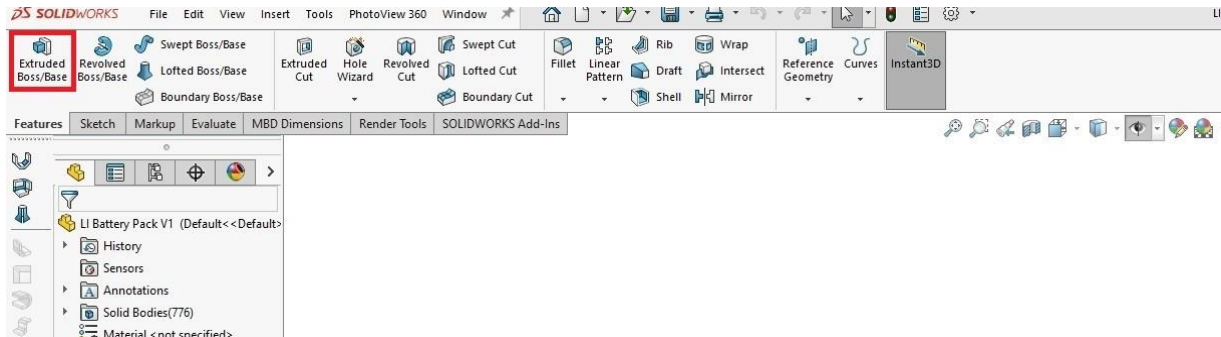 SOLIDWORKS File Edit View Insert Tools PhotoView 360 Window
Extruded Boss/Base
Revolved Boss/Base
Swept Boss/Base
Lofted Boss/Base
Boundary Boss/Base
Extruded Cut
Hole Wizard
Revolved Cut
Swept Cut
Lofted Cut
Boundary Cut
Fillet
Linear Pattern
Rib
Draft
Shell
Wrap
Intersect
Mirror
Reference Geometry
Curves
Instant3D
Features Sketch Markup Evaluate MBD Dimensions Render Tools SOLIDWORKS Add-Ins
LI Battery Pack V1 (Default<<Default>
History
Sensors
Annotations
Solid Bodies(776)
Material <not specified>